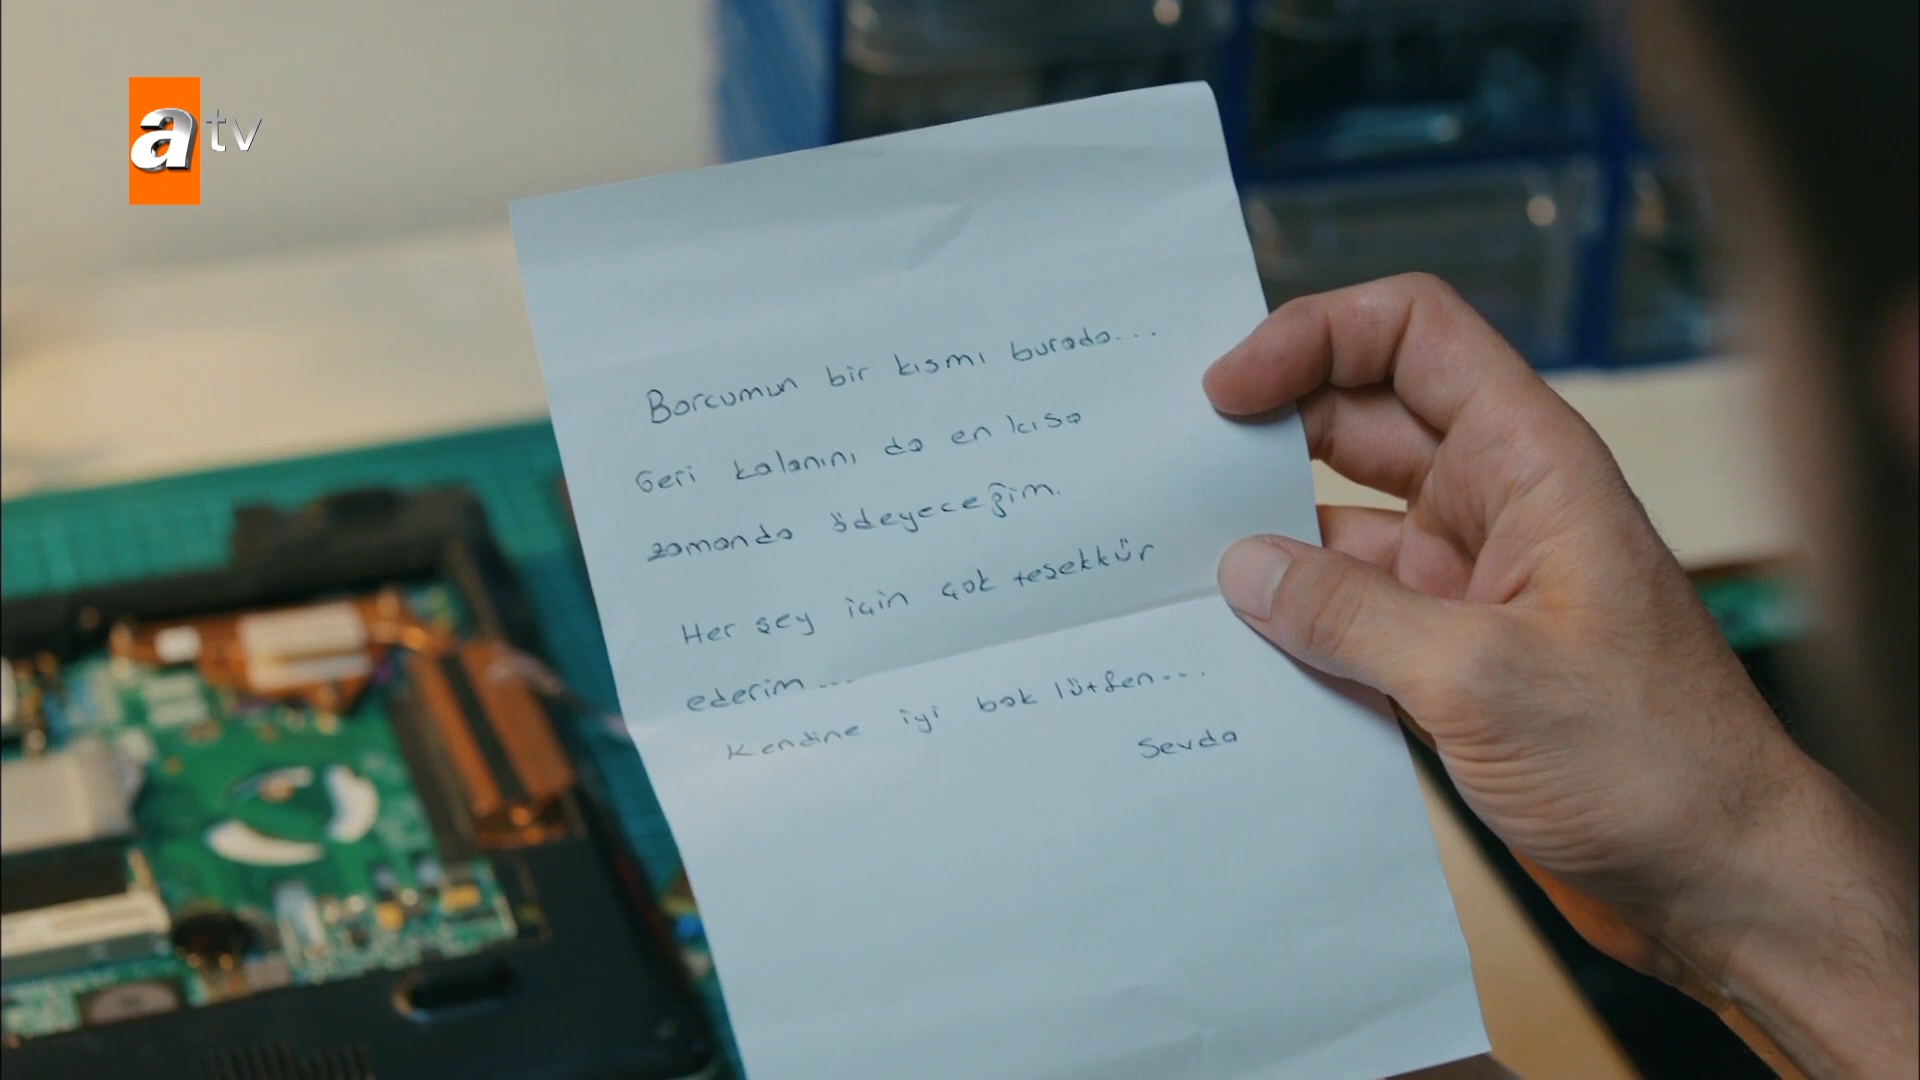 atv
Borcumun bir kısmı burada...
Geri kalanını da en kısa
zamanda ödeyeceğim.
Her şey için çok teşekkür
ederim...
Kendine iyi bak lütfen...
Sevda